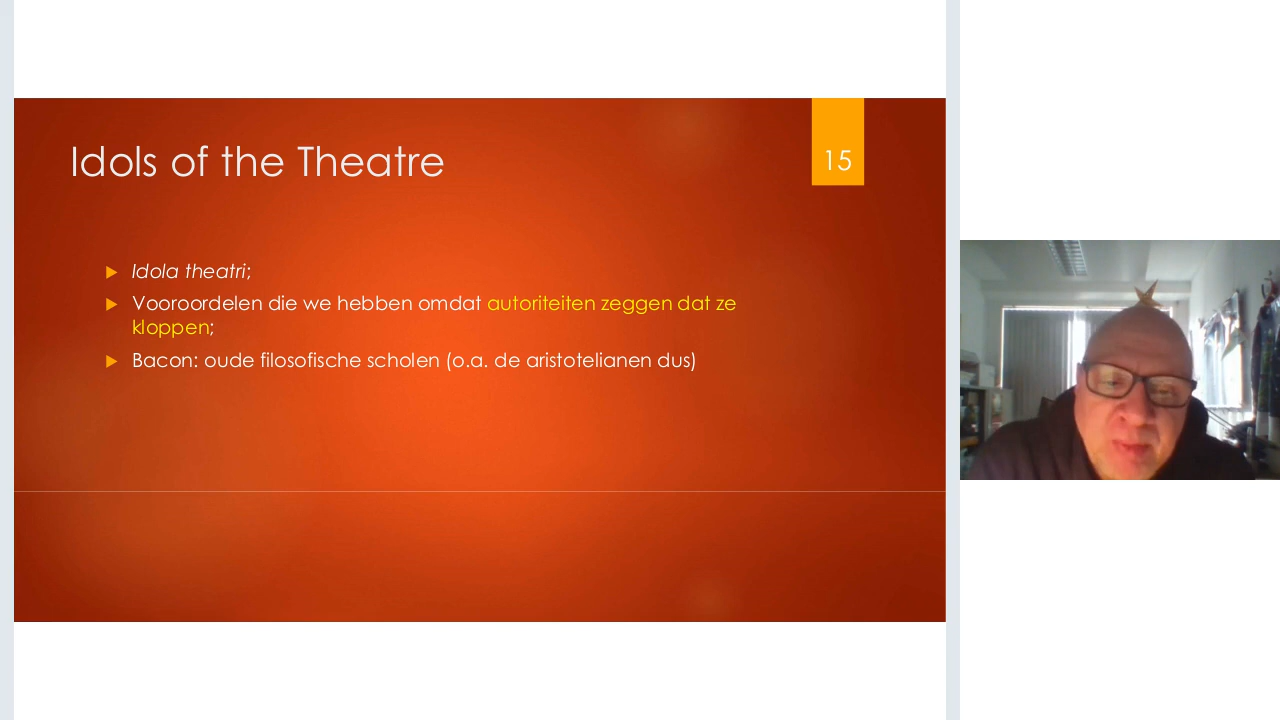 Idols of the Theatre
15
Idola theatri;
Vooroordelen die we hebben omdat autoriteiten zeggen dat ze
kloppen;
Bacon: oude filosofische scholen (o.a. de aristotelianen dus)